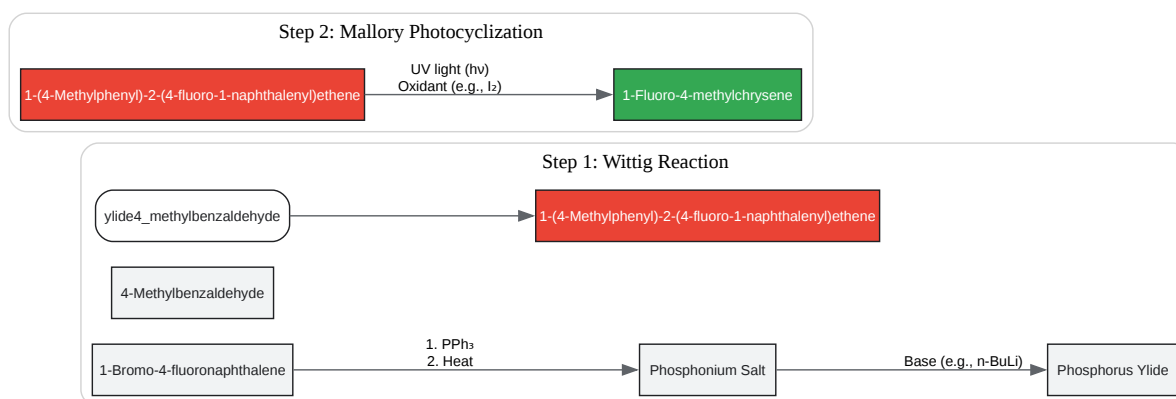 Step 2: Mallory Photocyclization
1-(4-Methylphenyl)-2-(4-fluoro-1-naphthalenyl)ethene
UV light (hν)
Oxidant (e.g., I₂)
1-Fluoro-4-methylchrysene
Step 1: Wittig Reaction
ylide4_methylbenzaldehyde
1-(4-Methylphenyl)-2-(4-fluoro-1-naphthalenyl)ethene
4-Methylbenzaldehyde
1-Bromo-4-fluoronaphthalene
1. PPh₃
2. Heat
Phosphonium Salt
Base (e.g., n-BuLi)
Phosphorus Ylide